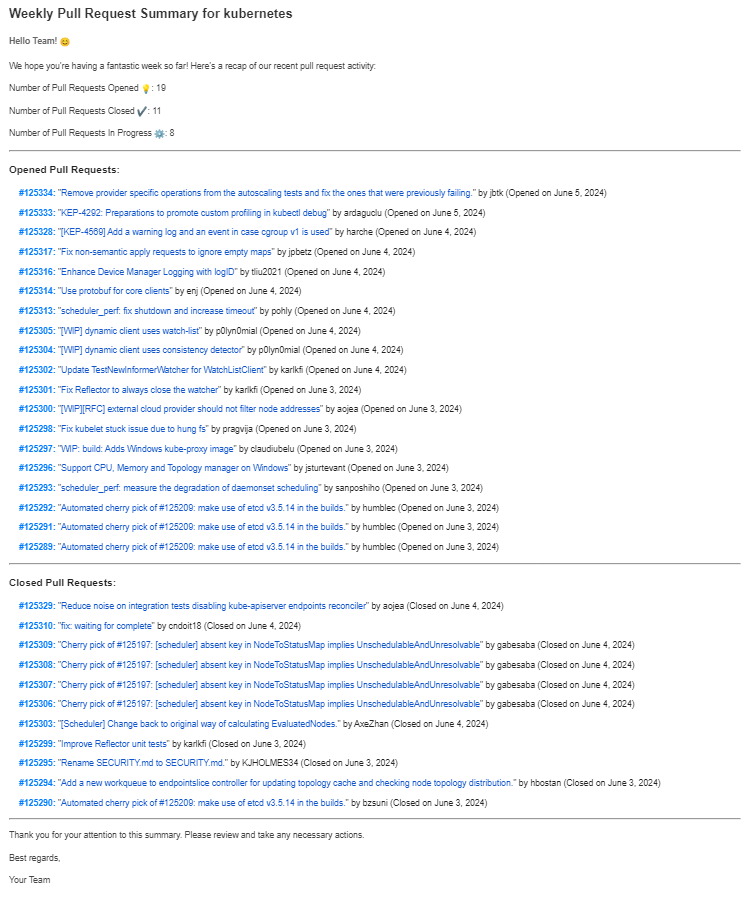 Weekly Pull Request Summary for kubernetes
Hello Team! 😊
We hope you're having a fantastic week so far! Here's a recap of our recent pull request activity:
Number of Pull Requests Opened 💡: 19
Number of Pull Requests Closed ✔️: 11
Number of Pull Requests In Progress ⚙️: 8
Opened Pull Requests:
#125334: "Remove provider specific operations from the autoscaling tests and fix the ones that were previously failing." by jbtk (Opened on June 5, 2024)
#125333: "KEP-4292: Preparations to promote custom profiling in kubectl debug" by ardaguclu (Opened on June 5, 2024)
#125328: "[KEP-4569] Add a warning log and an event in case cgroup v1 is used" by harche (Opened on June 4, 2024)
#125317: "Fix non-semantic apply requests to ignore empty maps" by jpbetz (Opened on June 4, 2024)
#125316: "Enhance Device Manager Logging with logID" by tliu2021 (Opened on June 4, 2024)
#125314: "Use protobuf for core clients" by enj (Opened on June 4, 2024)
#125313: "scheduler_perf: fix shutdown and increase timeout" by pohly (Opened on June 4, 2024)
#125305: "[WIP] dynamic client uses watch-list" by p0lyn0mial (Opened on June 4, 2024)
#125304: "[WIP] dynamic client uses consistency detector" by p0lyn0mial (Opened on June 4, 2024)
#125302: "Update TestNewInformerWatcher for WatchListClient" by karlkfi (Opened on June 4, 2024)
#125301: "Fix Reflector to always close the watcher" by karlkfi (Opened on June 3, 2024)
#125300: "[WIP][RFC] external cloud provider should not filter node addresses" by aojea (Opened on June 3, 2024)
#125298: "Fix kubelet stuck issue due to hung fs" by pragvija (Opened on June 3, 2024)
#125297: "WIP: build: Adds Windows kube-proxy image" by claudiubelu (Opened on June 3, 2024)
#125296: "Support CPU, Memory and Topology manager on Windows" by jsturtevant (Opened on June 3, 2024)
#125293: "scheduler_perf: measure the degradation of daemonset scheduling" by sanposhiho (Opened on June 3, 2024)
#125292: "Automated cherry pick of #125209: make use of etcd v3.5.14 in the builds." by humblec (Opened on June 3, 2024)
#125291: "Automated cherry pick of #125209: make use of etcd v3.5.14 in the builds." by humblec (Opened on June 3, 2024)
#125289: "Automated cherry pick of #125209: make use of etcd v3.5.14 in the builds." by humblec (Opened on June 3, 2024)
Closed Pull Requests:
#125329: "Reduce noise on integration tests disabling kube-apiserver endpoints reconciler" by aojea (Closed on June 4, 2024)
#125310: "fix: waiting for complete" by cndoit18 (Closed on June 4, 2024)
#125309: "Cherry pick of #125197: [scheduler] absent key in NodeToStatusMap implies UnschedulableAndUnresolvable" by gabesaba (Closed on June 4, 2024)
#125308: "Cherry pick of #125197: [scheduler] absent key in NodeToStatusMap implies UnschedulableAndUnresolvable" by gabesaba (Closed on June 4, 2024)
#125307: "Cherry pick of #125197: [scheduler] absent key in NodeToStatusMap implies UnschedulableAndUnresolvable" by gabesaba (Closed on June 4, 2024)
#125306: "Cherry pick of #125197: [scheduler] absent key in NodeToStatusMap implies UnschedulableAndUnresolvable" by gabesaba (Closed on June 4, 2024)
#125303: "[Scheduler] Change back to original way of calculating EvaluatedNodes." by AxeZhan (Closed on June 4, 2024)
#125299: "Improve Reflector unit tests" by karlkfi (Closed on June 3, 2024)
#125295: "Rename SECURITY.md to SECURITY.md." by KJHOLMES34 (Closed on June 3, 2024)
#125294: "Add a new workqueue to endpointslice controller for updating topology cache and checking node topology distribution." by hbostan (Closed on June 3, 2024)
#125290: "Automated cherry pick of #125209: make use of etcd v3.5.14 in the builds." by bzsuni (Closed on June 3, 2024)
Thank you for your attention to this summary. Please review and take any necessary actions.
Best regards,
Your Team